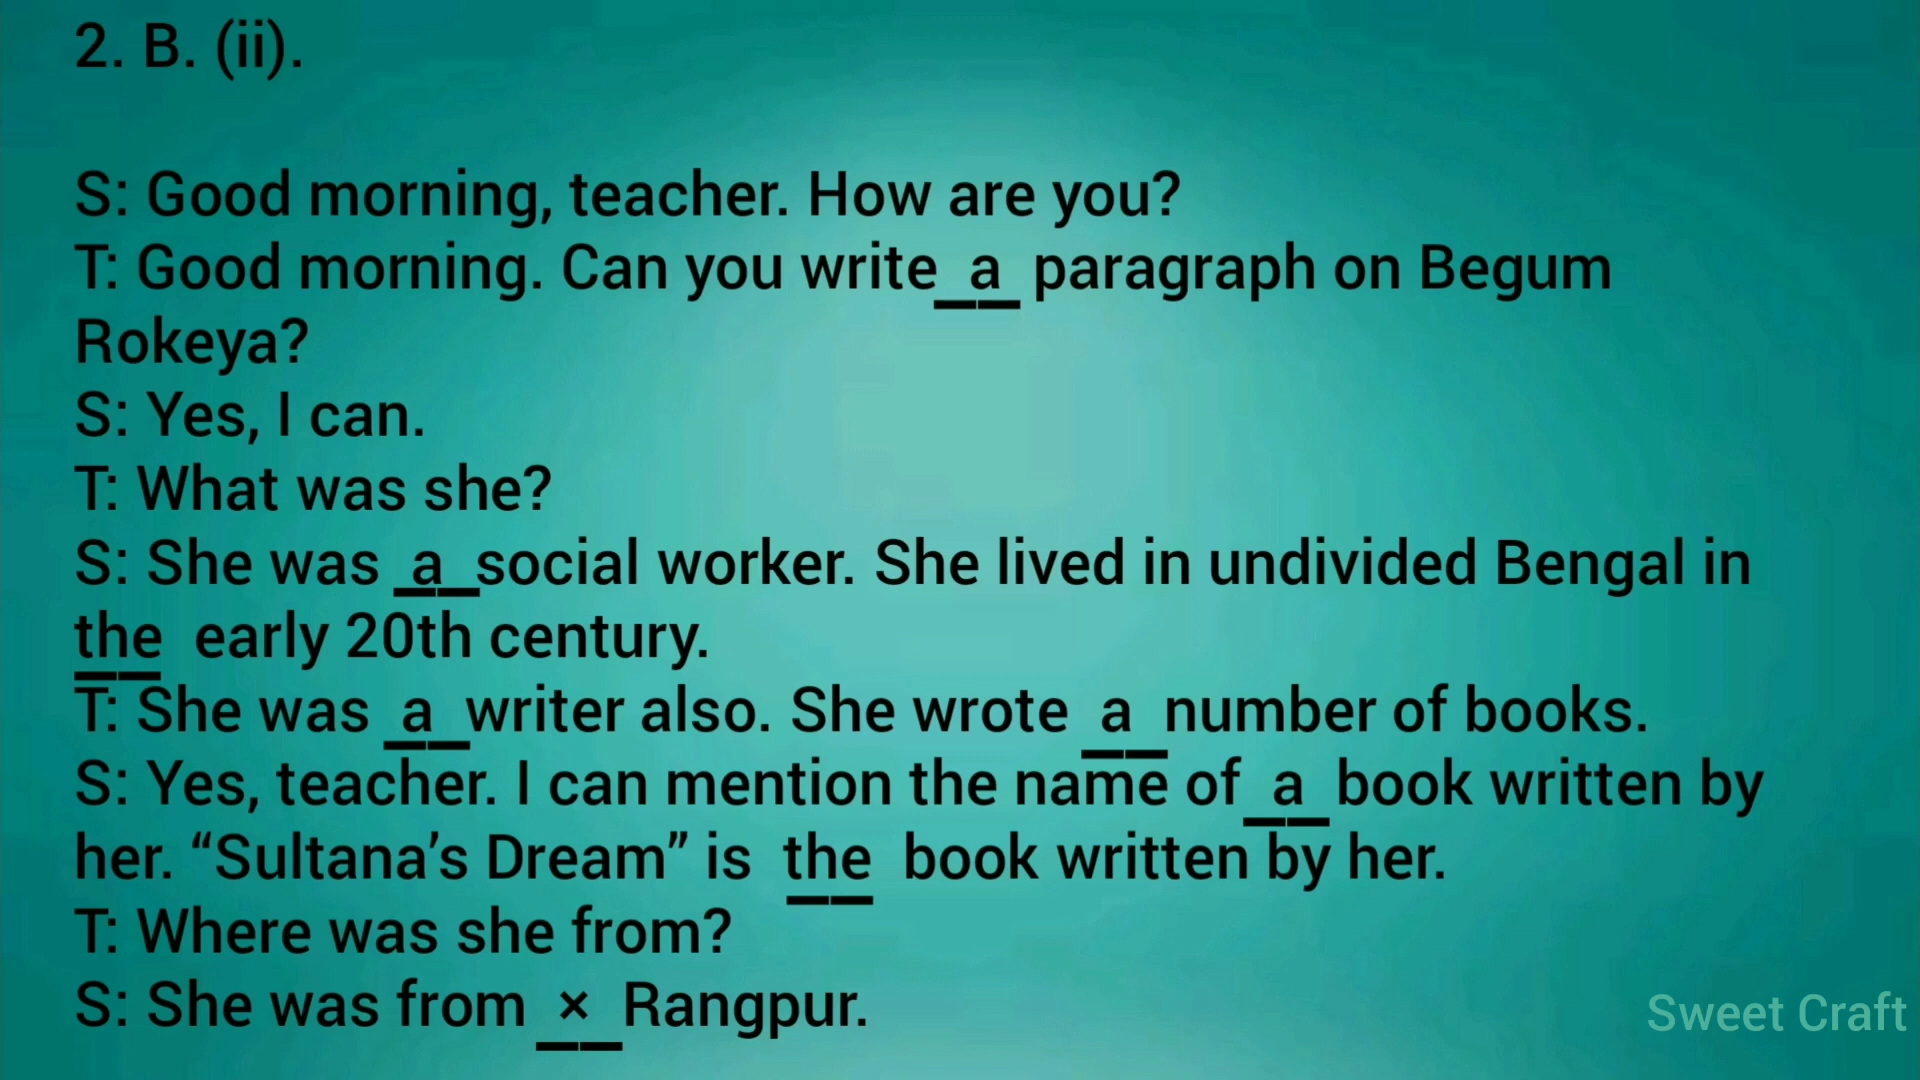 2. B. (ii).
S: Good morning, teacher. How are you?
T: Good morning. Can you write a paragraph on Begum
Rokeya?
S: Yes, I can.
T: What was she?
S: She was a social worker. She lived in undivided Bengal in
the early 20th century.
T: She was a writer also. She wrote a number of books.
S: Yes, teacher. I can mention the name of a book written by
her. “Sultana’s Dream” is the book written by her.
T: Where was she from?
S: She was from × Rangpur.
Sweet Craft